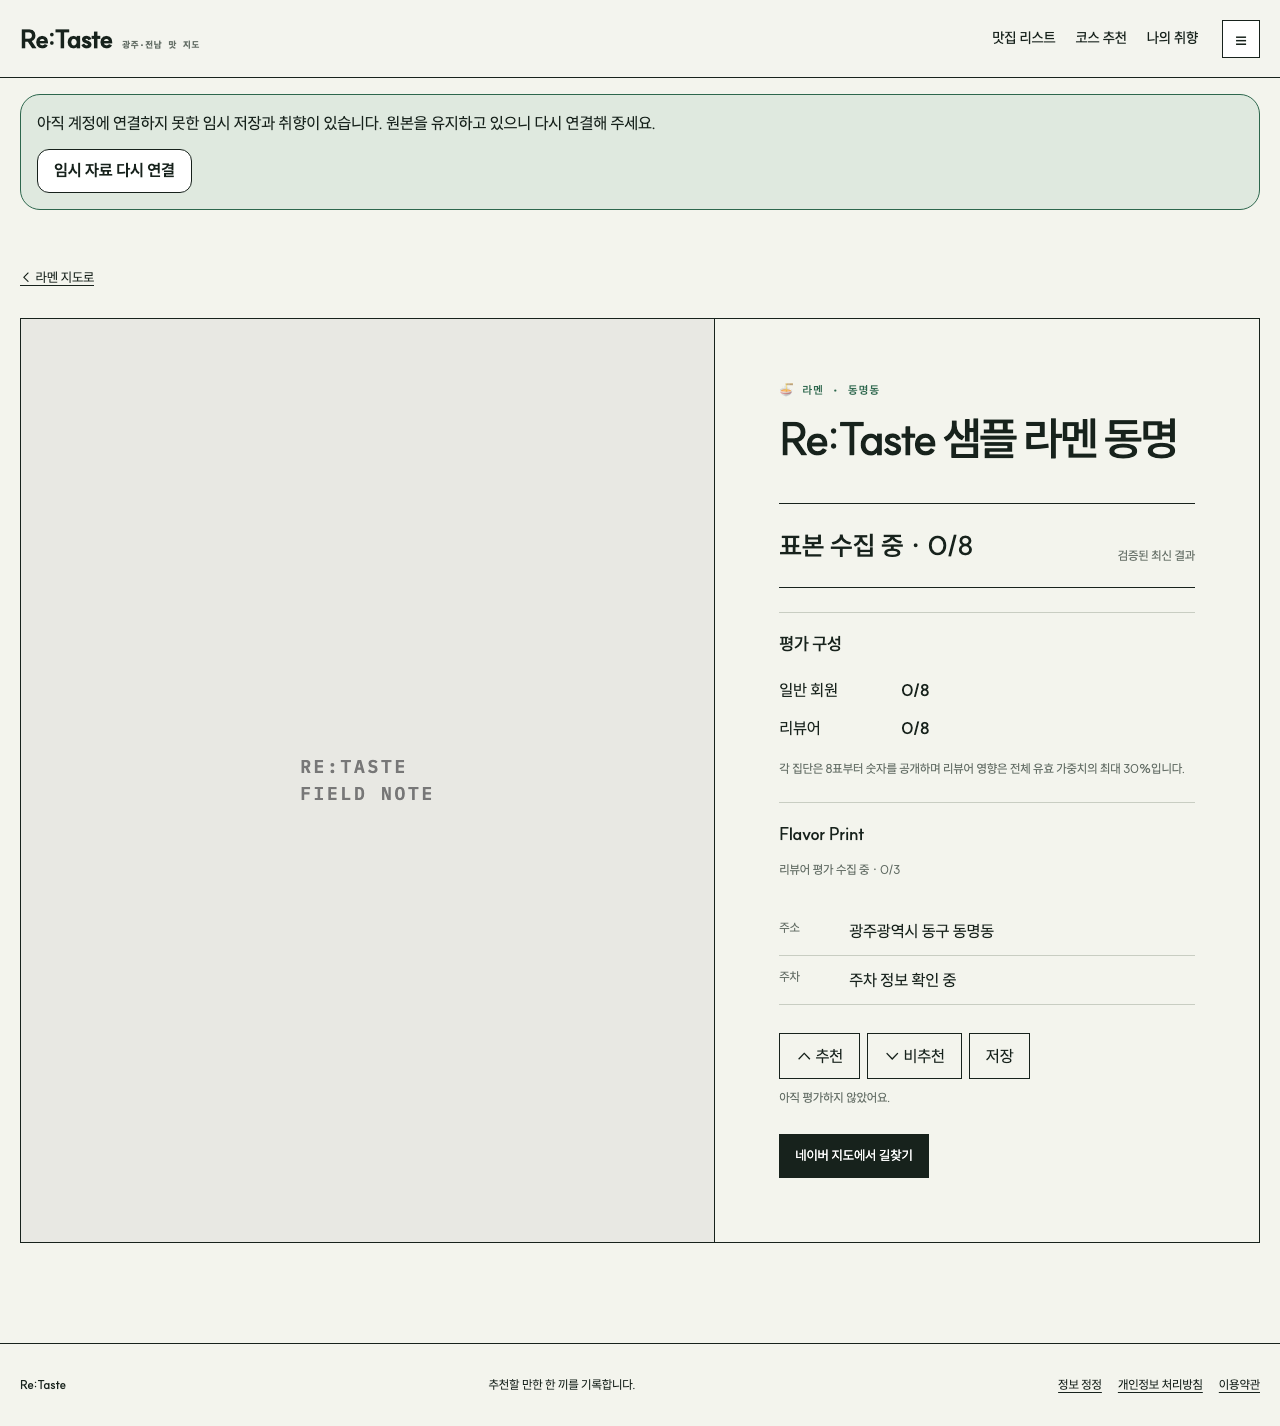 Re:Taste 광주·전남 맛 지도
맛집 리스트 코스 추천 나의 취향
아직 계정에 연결하지 못한 임시 저장과 취향이 있습니다. 원본을 유지하고 있으니 다시 연결해 주세요.
임시 자료 다시 연결
라멘 지도로
라멘 · 동명동
Re:Taste 샘플 라멘 동명
표본 수집 중 · 0/8
검증된 최신 결과
평가 구성
일반 회원 0/8
리뷰어 0/8
각 집단은 8표부터 숫자를 공개하며 리뷰어 영향은 전체 유효 가중치의 최대 30%입니다.
RE:TASTE
FIELD NOTE
Flavor Print
리뷰어 평가 수집 중 · 0/3
주소 광주광역시 동구 동명동
주차 주차 정보 확인 중
추천 비추천 저장
아직 평가하지 않았어요.
네이버 지도에서 길찾기
Re:Taste 추천할 만한 한 끼를 기록합니다. 정보 정정 개인정보 처리방침 이용약관